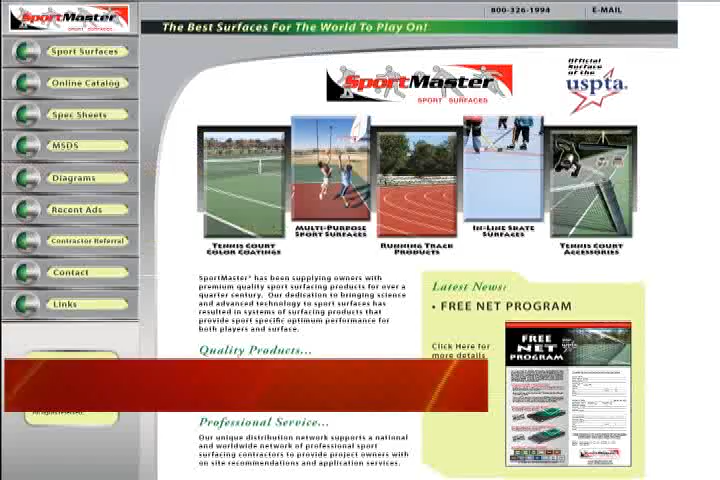 SportMaster
SPORT SURFACES
800-326-1994
E-MAIL
The Best Surfaces For The World To Play On!
Sport Surfaces
Online Catalog
Spec Sheets
MSDS
Diagrams
Recent Ads
Contractor Referral
Contact
Links
SportMaster
SPORT SURFACES
Official
Surface
of the
uspta
TENNIS COURT
COLOR COATINGS
MULTI-PURPOSE
SPORT SURFACES
RUNNING TRACK
PRODUCTS
IN-LINE SKATE
SURFACES
TENNIS COURT
ACCESSORIES
SportMaster® has been supplying owners with
premium quality sport surfacing products for over a
quarter century. Our dedication to bringing science
and advanced technology to sport surfaces has
resulted in systems of surfacing products that
provide sport specific optimum performance for
both players and surface.
Quality Products...
Professional Service...
Our unique distribution network supports a national
and worldwide network of professional sport
surfacing contractors to provide project owners with
on site recommendations and application services.
Latest News:
• FREE NET PROGRAM
Click Here for
more details.
FREE
NET
PROGRAM
All rights reserved.